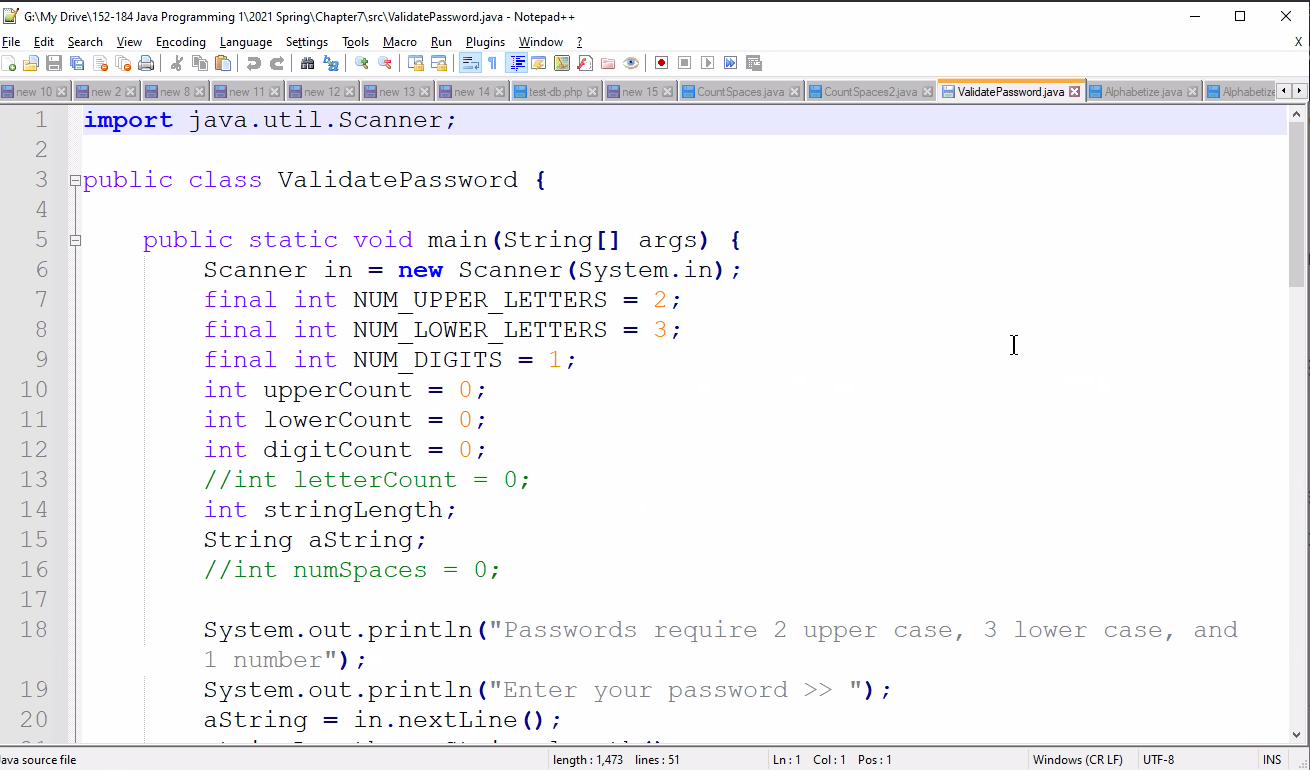 G:\My Drive\152-184 Java Programming 1\2021 Spring\Chapter7\src\ValidatePassword.java - Notepad++
File Edit Search View Encoding Language Settings Tools Macro Run Plugins Window ? X
new 10 new 2 new 8 new 11 new 12 new 13 new 14 test-db.php new 15 CountSpaces.java CountSpaces2.java ValidatePassword.java Alphabetize.java Alphabetize
1 import java.util.Scanner;
2
3 public class ValidatePassword {
4
5 public static void main(String[] args) {
6 Scanner in = new Scanner(System.in);
7 final int NUM_UPPER_LETTERS = 2;
8 final int NUM_LOWER_LETTERS = 3;
9 final int NUM_DIGITS = 1;
10 int upperCount = 0;
11 int lowerCount = 0;
12 int digitCount = 0;
13 //int letterCount = 0;
14 int stringLength;
15 String aString;
16 //int numSpaces = 0;
17
18 System.out.println("Passwords require 2 upper case, 3 lower case, and
1 number");
19 System.out.println("Enter your password >> ");
20 aString = in.nextLine();
Java source file length : 1,473 lines : 51 Ln : 1 Col : 1 Pos : 1 Windows (CR LF) UTF-8 INS